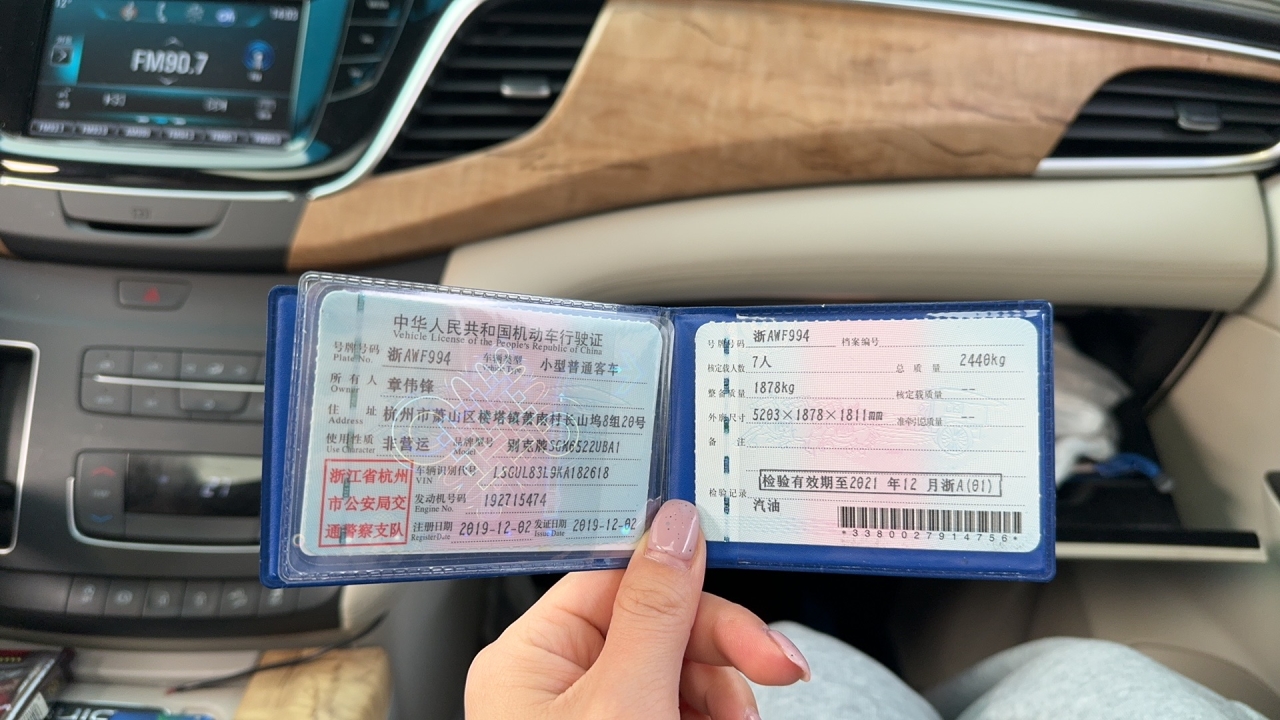 FM90.7
中华人民共和国机动车行驶证
Vehicle License of the People's Republic of China
号牌号码 浙AWF994 车辆类型 小型普通客车
Plate No.
所有人 章伟锋
Owner
住址 杭州市萧山区楼塔镇萧南村长山坞8组20号
Address
使用性质 非营运 品牌型号 别克牌SGM6522UBA1
Use Character Model
浙江省杭州
市公安局交
通警察支队
车辆识别代号 LSGUL83L9KA182618
VIN
发动机号码 192715474
Engine No.
注册日期 2019-12-02 发证日期 2019-12-02
Register Date Issue Date
号牌号码 浙AWF994 档案编号
核定载人数 7人 总质量 2440kg
整备质量 1878kg 核定载质量 --
外廓尺寸 5203×1878×1811㎜ 准牵引总质量 --
备注
检验有效期至2021 年12 月浙A(01)
检验记录
汽油
*3380027914756*